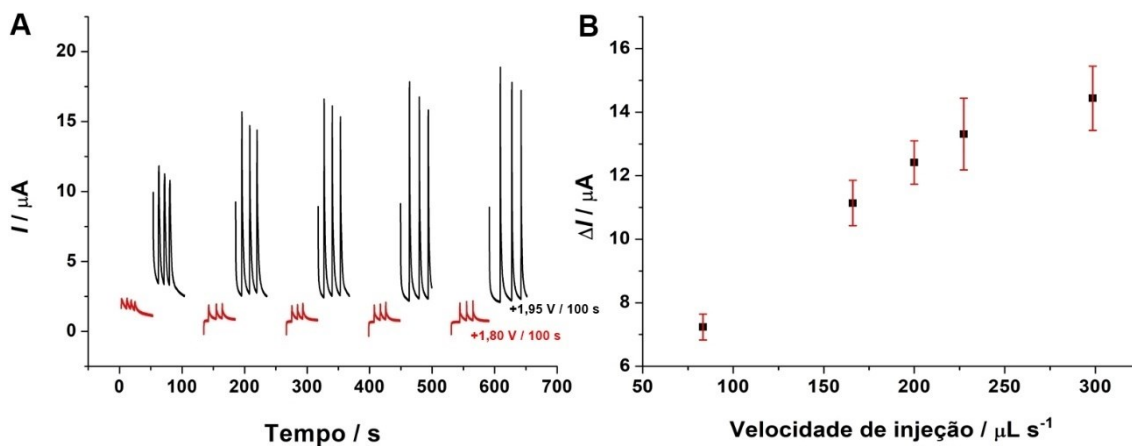 A
I / µA
20
15
10
5
0
+1,95 V / 100 s
+1,80 V / 100 s
0 100 200 300 400 500 600 700
Tempo / s
B
ΔI / µA
16
14
12
10
8
6
50 100 150 200 250 300
Velocidade de injeção / µL s⁻¹